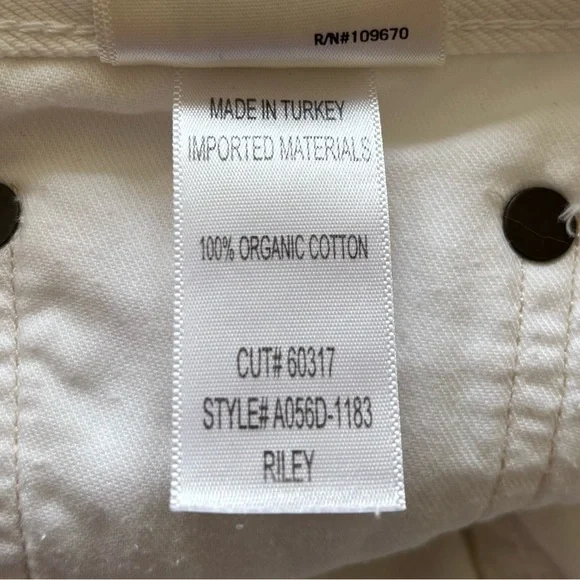 R/N#109670
MADE IN TURKEY
IMPORTED MATERIALS
100% ORGANIC COTTON
CUT# 60317
STYLE# A056D-1183
RILEY